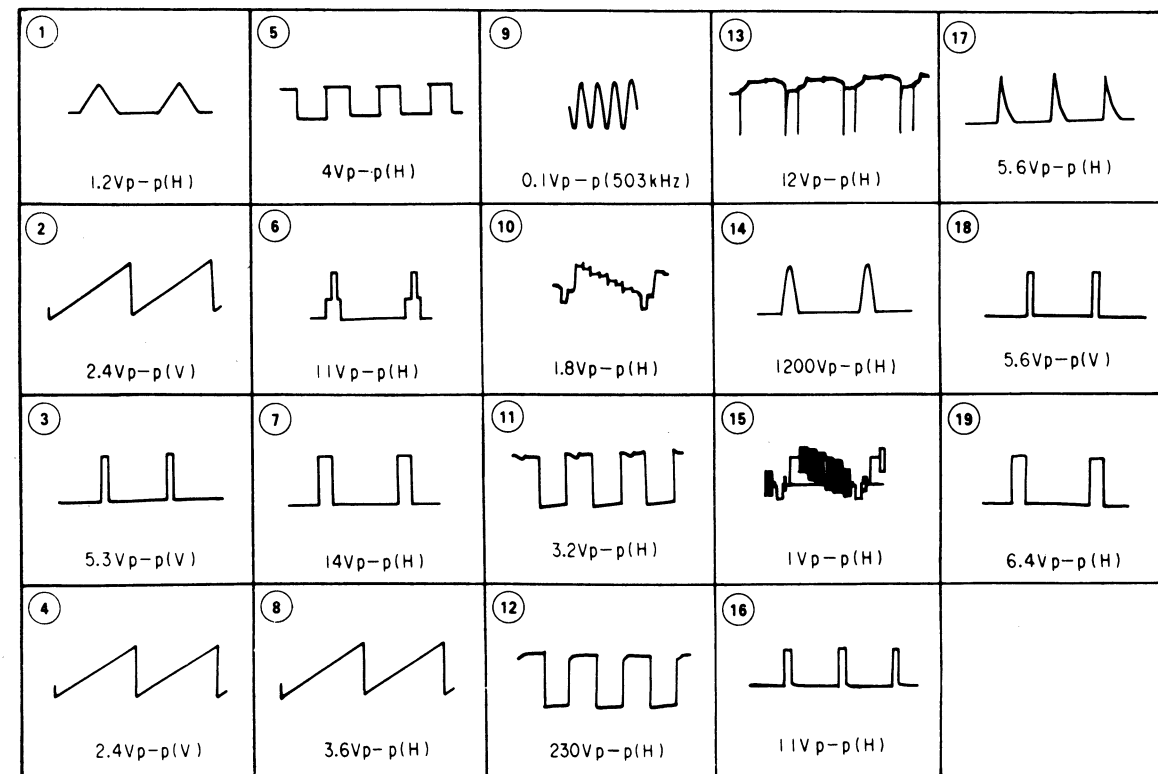 1
1.2Vp-p(H)
5
4Vp-p(H)
9
0.1Vp-p(503kHz)
13
12Vp-p(H)
17
5.6Vp-p(H)
2
2.4Vp-p(V)
6
11Vp-p(H)
10
1.8Vp-p(H)
14
1200Vp-p(H)
18
5.6Vp-p(V)
3
5.3Vp-p(V)
7
14Vp-p(H)
11
3.2Vp-p(H)
15
1Vp-p(H)
19
6.4Vp-p(H)
4
2.4Vp-p(V)
8
3.6Vp-p(H)
12
230Vp-p(H)
16
11Vp-p(H)